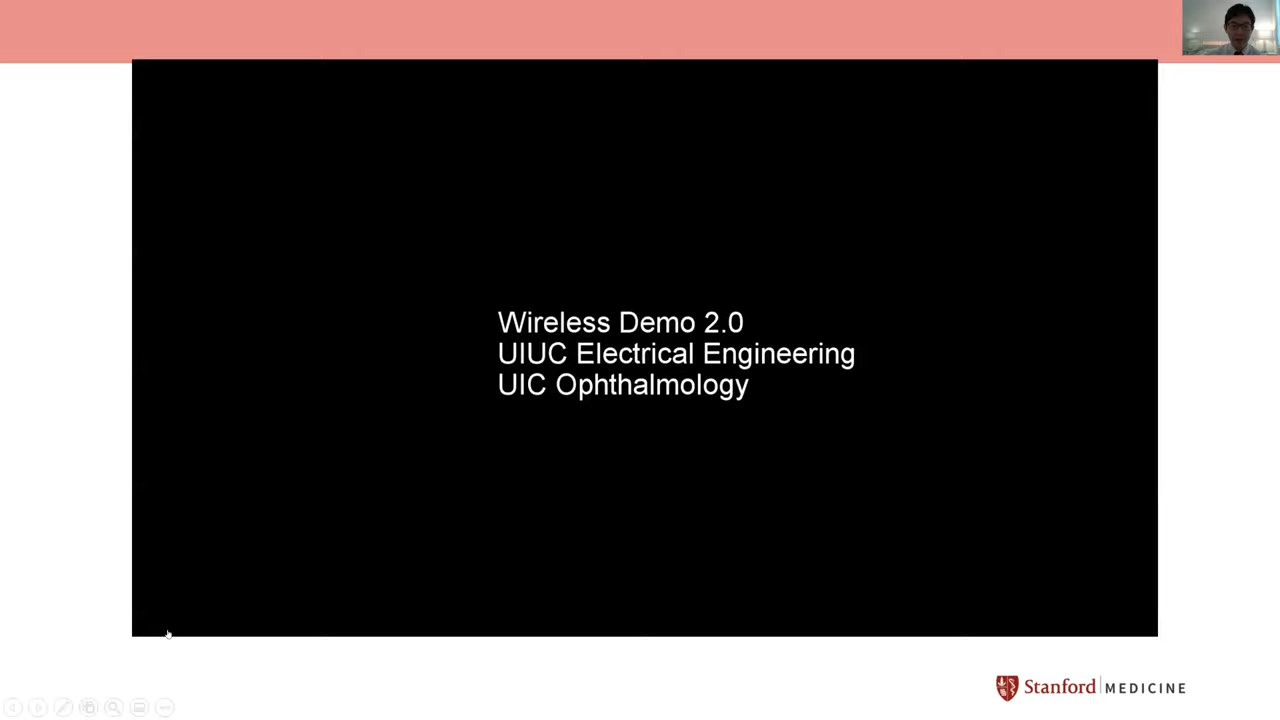 Wireless Demo 2.0
UIUC Electrical Engineering
UIC Ophthalmology
Stanford MEDICINE